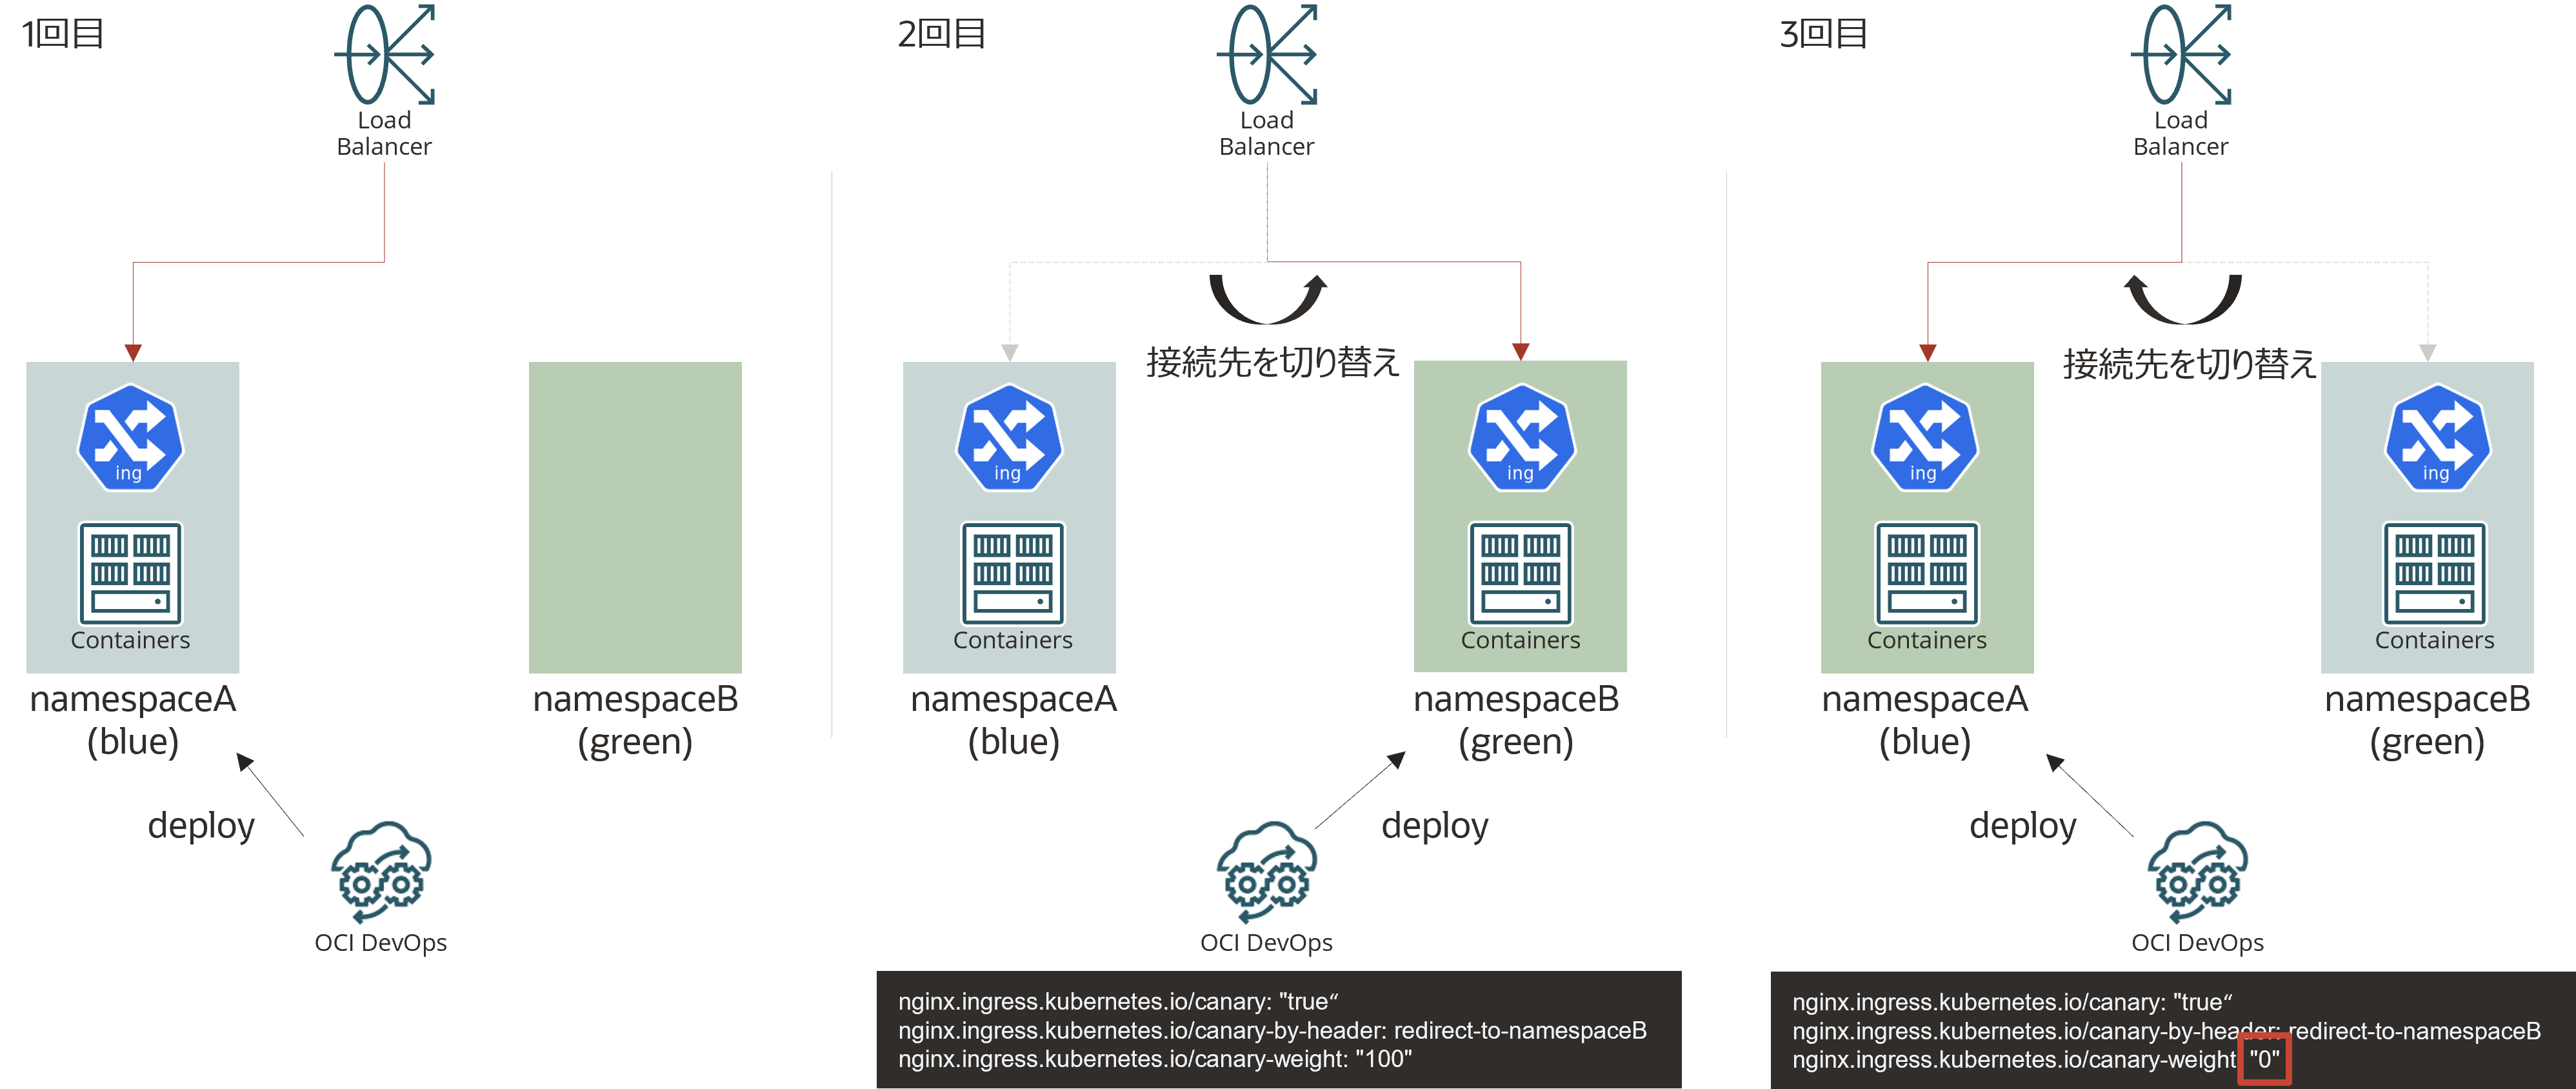 1回目
Load
Balancer
ing
Containers
namespaceA
(blue)
namespaceB
(green)
deploy
OCI DevOps
2回目
Load
Balancer
接続先を切り替え
ing
Containers
namespaceA
(blue)
ing
Containers
namespaceB
(green)
deploy
OCI DevOps
nginx.ingress.kubernetes.io/canary: "true“
nginx.ingress.kubernetes.io/canary-by-header: redirect-to-namespaceB
nginx.ingress.kubernetes.io/canary-weight: "100"
3回目
Load
Balancer
接続先を切り替え
ing
Containers
namespaceA
(blue)
ing
Containers
namespaceB
(green)
deploy
OCI DevOps
nginx.ingress.kubernetes.io/canary: "true“
nginx.ingress.kubernetes.io/canary-by-header: redirect-to-namespaceB
nginx.ingress.kubernetes.io/canary-weight: "0"